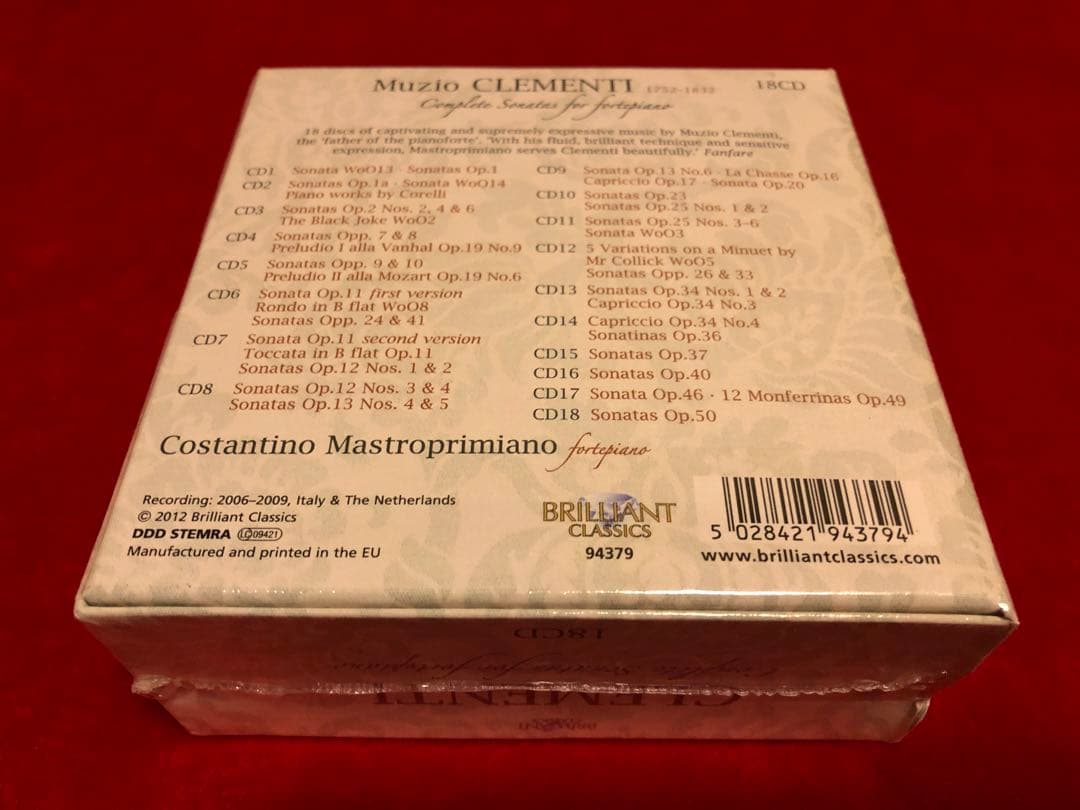 Muzio CLEMENTI 1752-1832
18CD
Complete Sonatas for fortepiano
18 discs of captivating and supremely expressive music by Muzio Clementi,
the 'father of the pianoforte'. 'With his fluid, brilliant technique and sensitive
expression, Mastroprimiano serves Clementi beautifully.' Fanfare
CD1 Sonata WoO13 · Sonatas Op.1
CD2 Sonatas Op.1a · Sonata WoO14
Piano works by Corelli
CD3 Sonatas Op.2 Nos. 2, 4 & 6
The Black Joke WoO2
CD4 Sonatas Opp. 7 & 8
Preludio I alla Vanhal Op.19 No.9
CD5 Sonatas Opp. 9 & 10
Preludio II alla Mozart Op.19 No.6
CD6 Sonata Op.11 first version
Rondo in B flat WoO8
Sonatas Opp. 24 & 41
CD7 Sonata Op.11 second version
Toccata in B flat Op.11
Sonatas Op.12 Nos. 1 & 2
CD8 Sonatas Op.12 Nos. 3 & 4
Sonatas Op.13 Nos. 4 & 5
CD9 Sonata Op.13 No.6 · La Chasse Op.16
Capriccio Op.17 · Sonata Op.20
CD10 Sonatas Op.23
Sonatas Op.25 Nos. 1 & 2
CD11 Sonatas Op.25 Nos. 3–6
Sonata WoO3
CD12 5 Variations on a Minuet by
Mr Collick WoO5
Sonatas Opp. 26 & 33
CD13 Sonatas Op.34 Nos. 1 & 2
Capriccio Op.34 No.3
CD14 Capriccio Op.34 No.4
Sonatinas Op.36
CD15 Sonatas Op.37
CD16 Sonatas Op.40
CD17 Sonata Op.46 · 12 Monferrinas Op.49
CD18 Sonatas Op.50
Costantino Mastroprimiano fortepiano
Recording: 2006–2009, Italy & The Netherlands
© 2012 Brilliant Classics
DDD STEMRA LC 09421
Manufactured and printed in the EU
BRILLIANT
CLASSICS
94379
5 028421 943794
www.brilliantclassics.com
18CD
Complete Sonatas for fortepiano
CLEMENTI